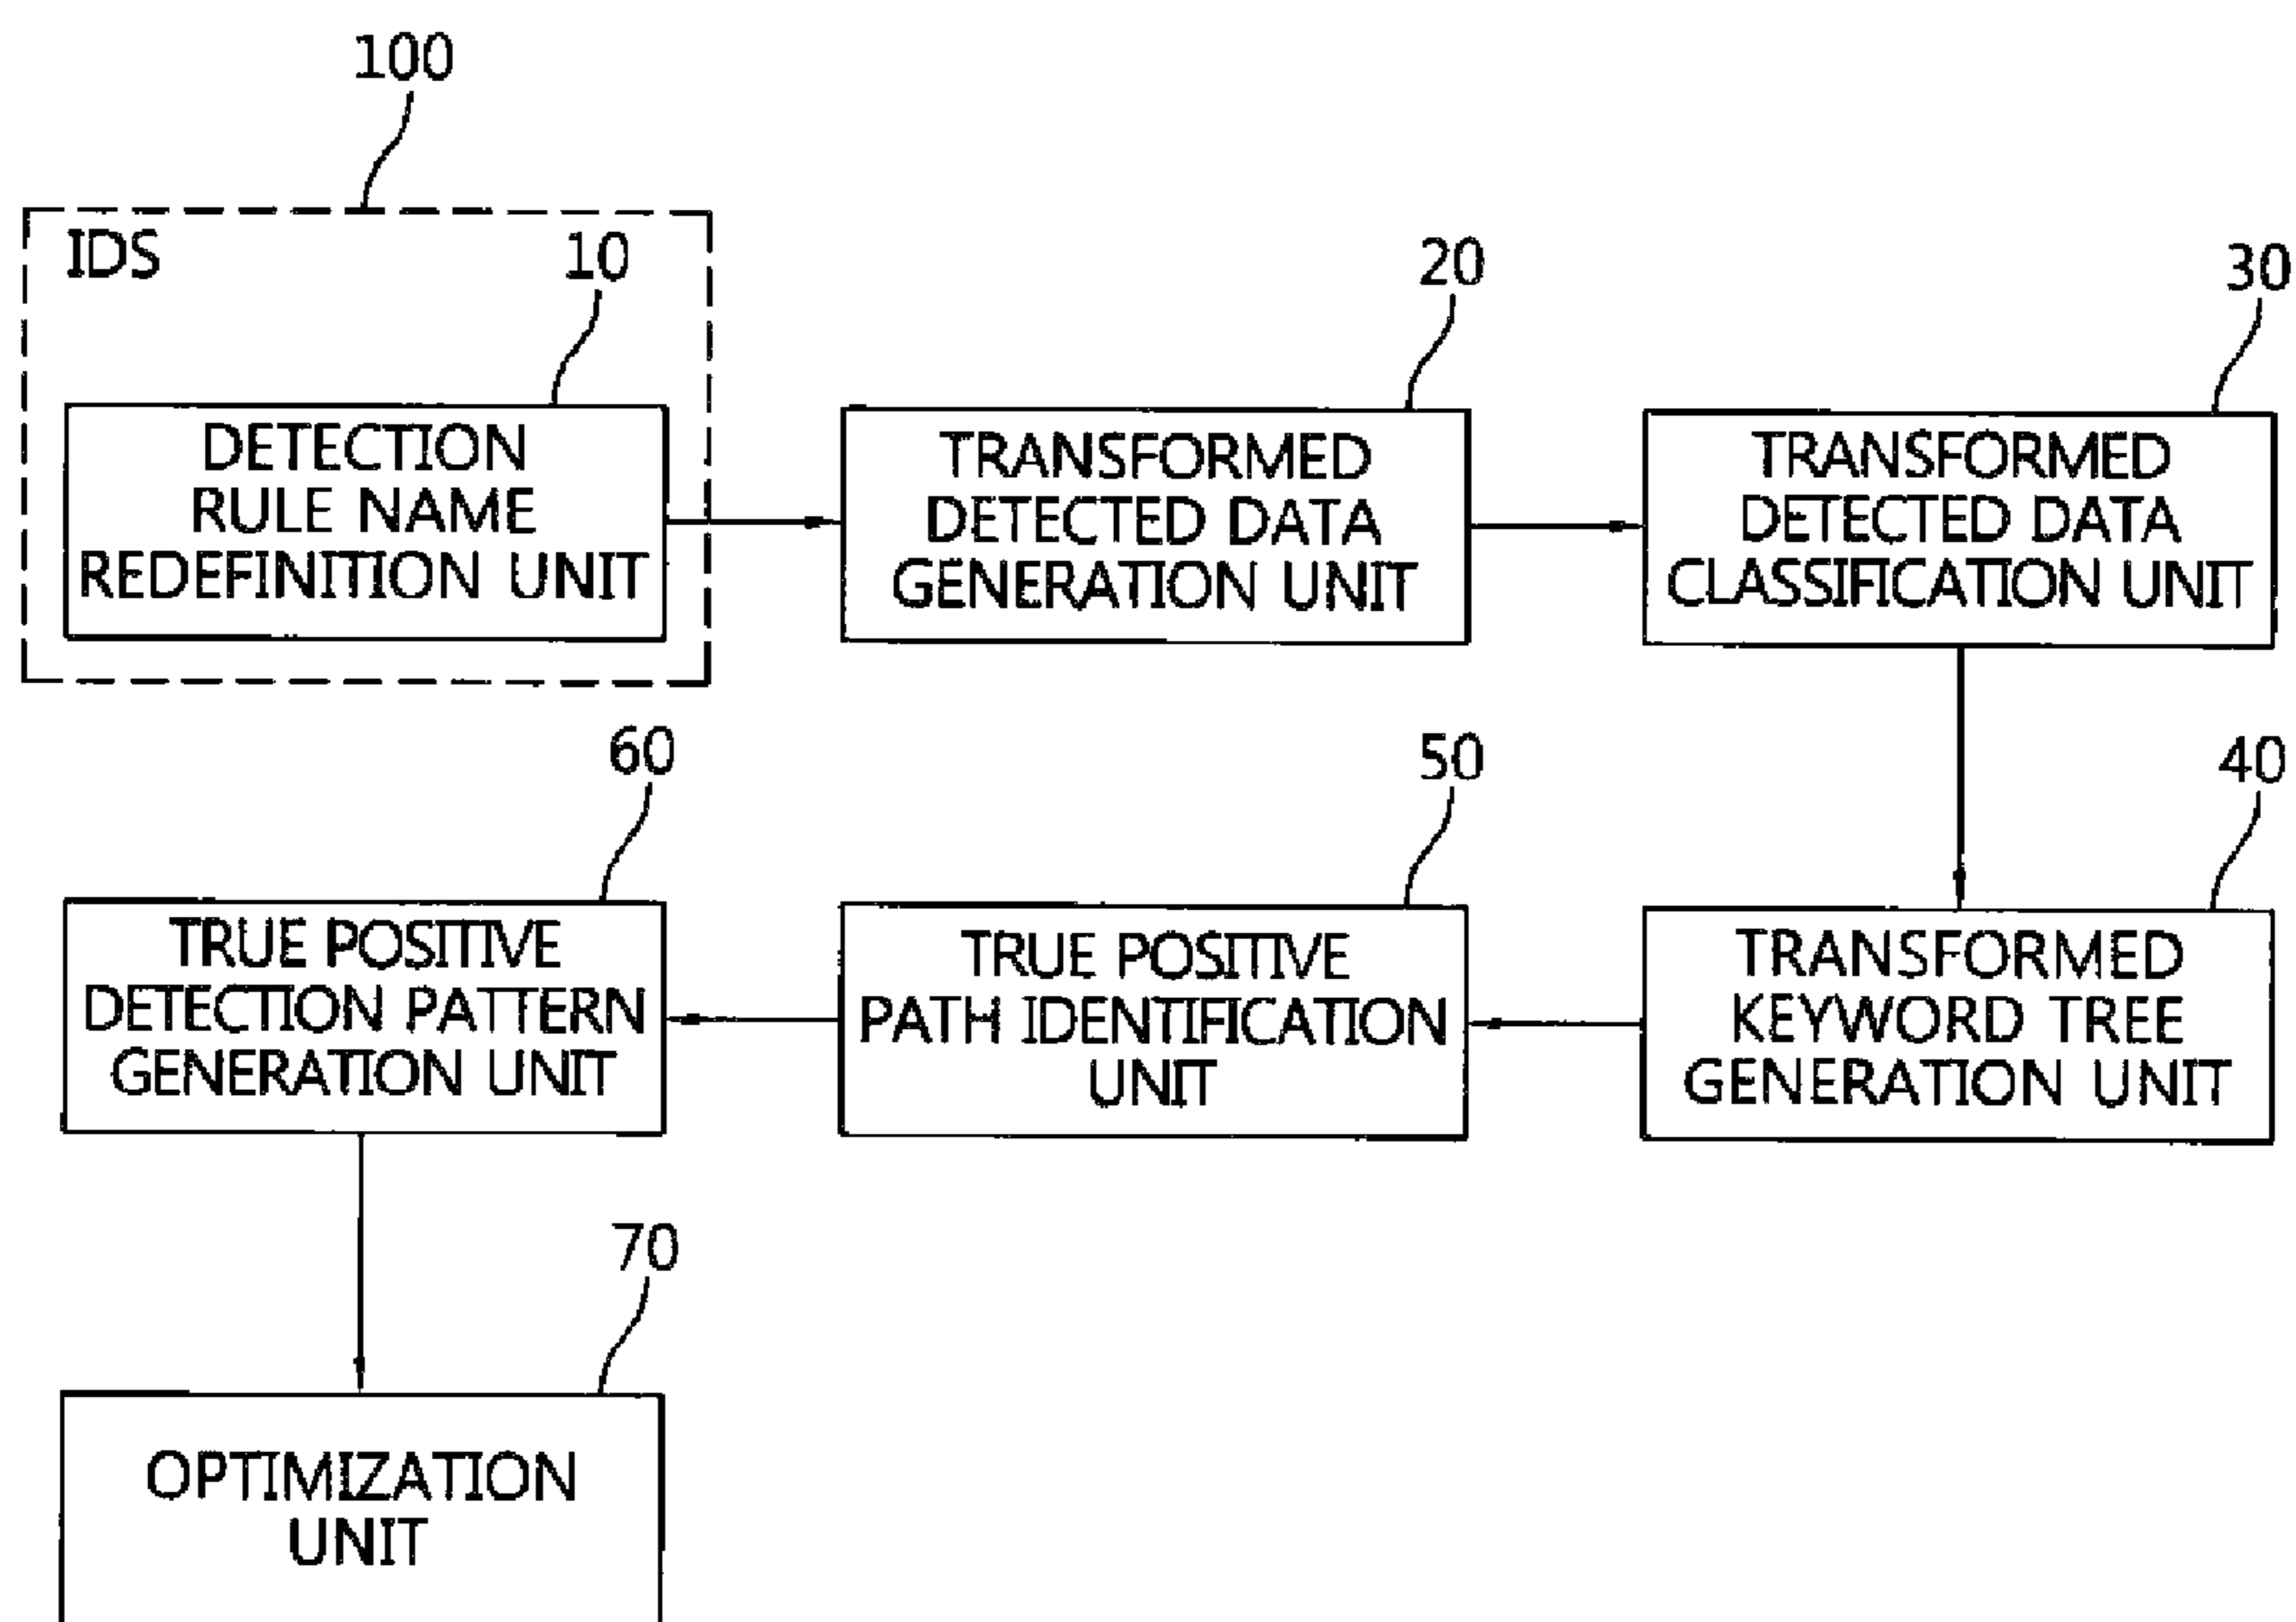 100
IDS
10
20
30
DETECTION
RULE NAME
REDEFINITION UNIT
TRANSFORMED
DETECTED DATA
GENERATION UNIT
TRANSFORMED
DETECTED DATA
CLASSIFICATION UNIT
60
50
40
TRUE POSITIVE
DETECTION PATTERN
GENERATION UNIT
TRUE POSITIVE
PATH IDENTIFICATION
UNIT
TRANSFORMED
KEYWORD TREE
GENERATION UNIT
70
OPTIMIZATION
UNIT